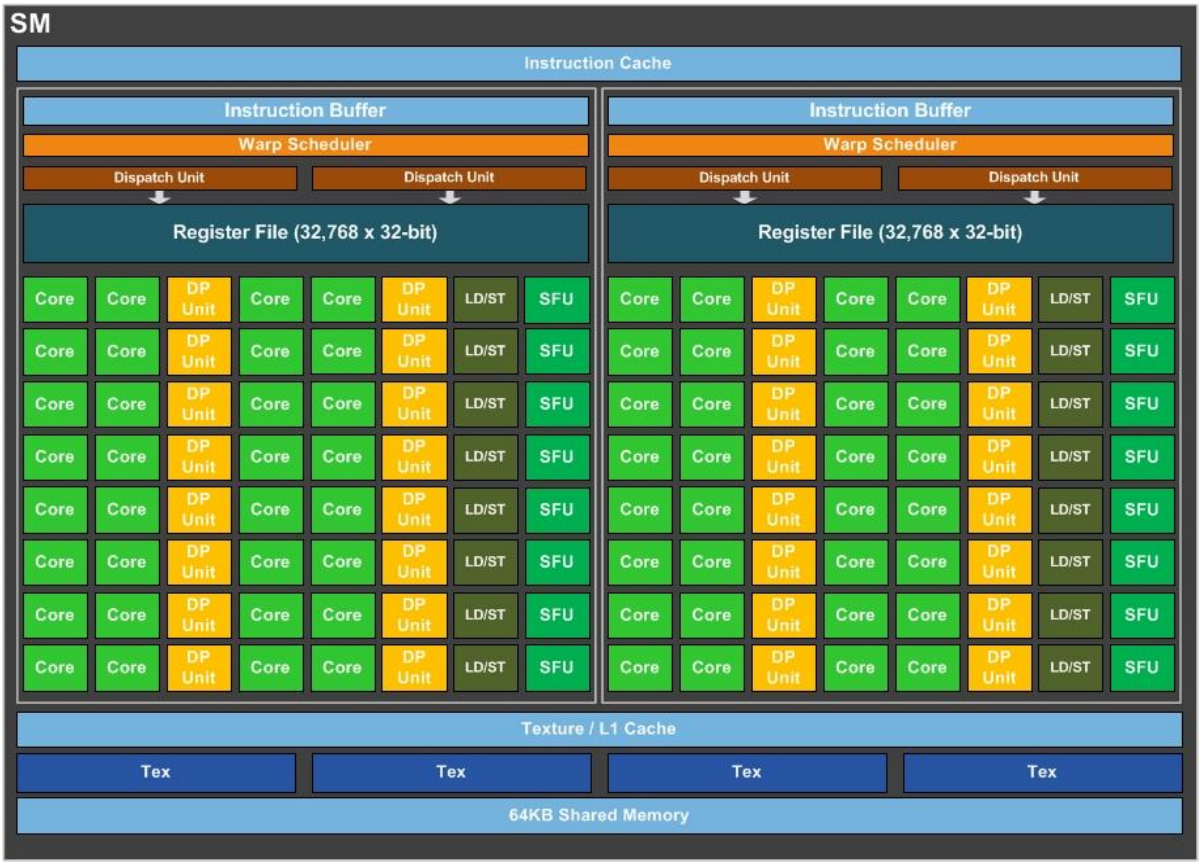 SM
Instruction Cache
Instruction Buffer Instruction Buffer
Warp Scheduler Warp Scheduler
Dispatch Unit Dispatch Unit Dispatch Unit Dispatch Unit
Register File (32,768 x 32-bit) Register File (32,768 x 32-bit)
Core Core DP Unit Core Core DP Unit LD/ST SFU Core Core DP Unit Core Core DP Unit LD/ST SFU
Core Core DP Unit Core Core DP Unit LD/ST SFU Core Core DP Unit Core Core DP Unit LD/ST SFU
Core Core DP Unit Core Core DP Unit LD/ST SFU Core Core DP Unit Core Core DP Unit LD/ST SFU
Core Core DP Unit Core Core DP Unit LD/ST SFU Core Core DP Unit Core Core DP Unit LD/ST SFU
Core Core DP Unit Core Core DP Unit LD/ST SFU Core Core DP Unit Core Core DP Unit LD/ST SFU
Core Core DP Unit Core Core DP Unit LD/ST SFU Core Core DP Unit Core Core DP Unit LD/ST SFU
Core Core DP Unit Core Core DP Unit LD/ST SFU Core Core DP Unit Core Core DP Unit LD/ST SFU
Core Core DP Unit Core Core DP Unit LD/ST SFU Core Core DP Unit Core Core DP Unit LD/ST SFU
Texture / L1 Cache
Tex Tex Tex Tex
64KB Shared Memory